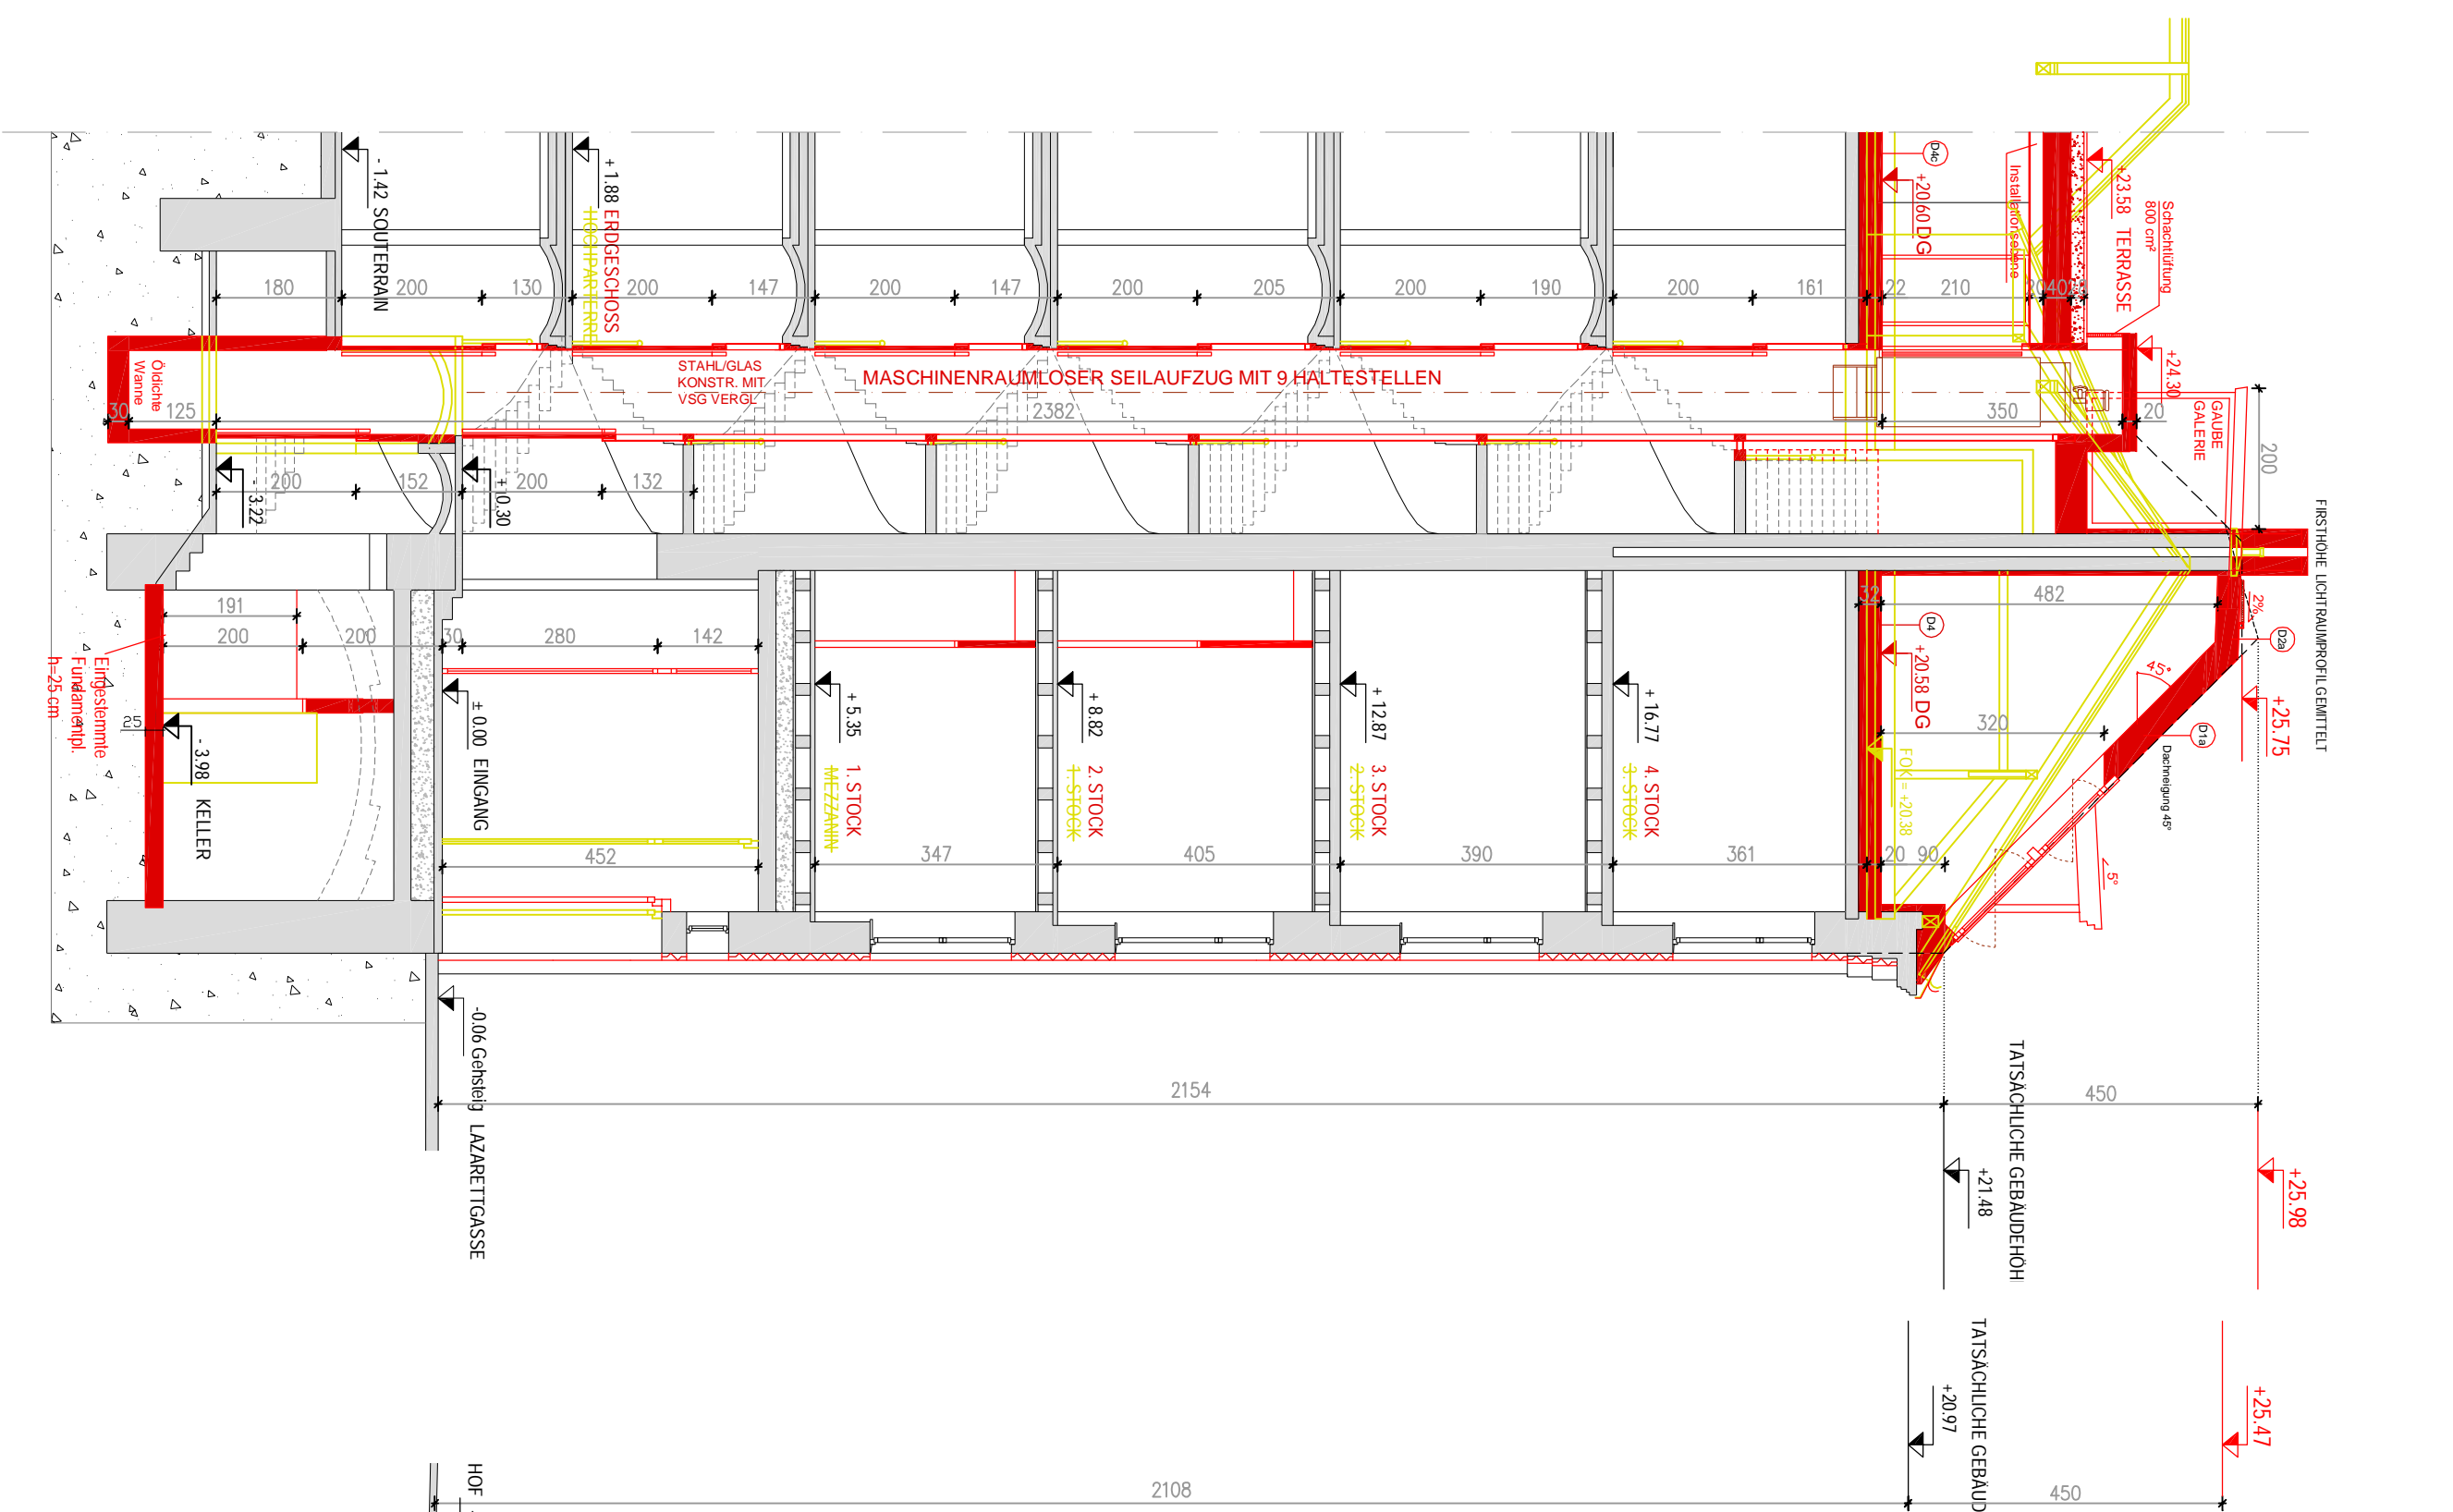 - 1.42 SOUTERRAIN
+ 1.88 ERDGESCHOSS
HOCHPARTERRE
D4c
+20.60 DG
Installationsebene
+23.58 TERRASSE
Schachtlüftung
800 cm²
+24.30
GAUBE
GALERIE
180
200
130
200
147
200
147
200
205
200
190
200
161
22
210
Öldichte
Wanne
STAHL/GLAS
KONSTR. MIT
VSG VERGL.
MASCHINENRAUMLOSER SEILAUFZUG MIT 9 HALTESTELLEN
30
125
2382
350
20
200
- 3.22
+ 0.30
200
152
200
132
FIRSTHÖHE LICHTRAUMPROFIL GEMITTELT
191
200
200
30
280
142
32
482
2%
D2a
D4
+20.58 DG
45°
+25.75
D1a
Dachneigung 45°
320
Eingestemmte
Fundamentpl.
h=25 cm
25
- 3.98 KELLER
± 0.00 EINGANG
+ 5.35
1. STOCK
MEZZANIN
+ 8.82
2. STOCK
1. STOCK
+ 12.87
3. STOCK
2. STOCK
+ 16.77
4. STOCK
3. STOCK
FOK = +20.38
452
347
405
390
361
20
90
5°
-0.06 Gehsteig LAZARETTGASSE
2154
450
TATSÄCHLICHE GEBÄUDEHÖH
+21.48
+25.98
TATSÄCHLICHE GEBÄUD
+20.97
+25.47
HOF
2108
450